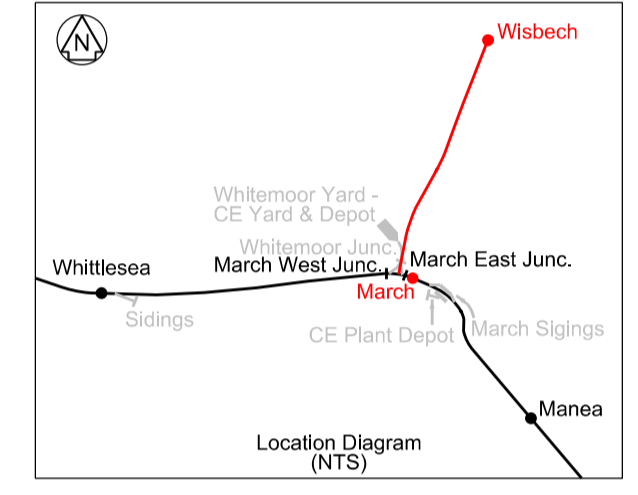 N
Wisbech
Whitemoor Yard -
CE Yard & Depot
Whitemoor Junc.
March East Junc.
Whittlesea
March West Junc.
March
Sidings
CE Plant Depot
March Sigings
Manea
Location Diagram
(NTS)